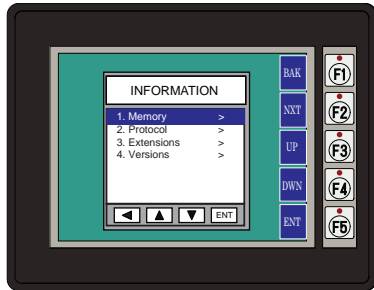 INFORMATION
1. Memory >
2. Protocol >
3. Extensions >
4. Versions >
ENT
BAK
NXT
UP
DWN
ENT
F1
F2
F3
F4
F5